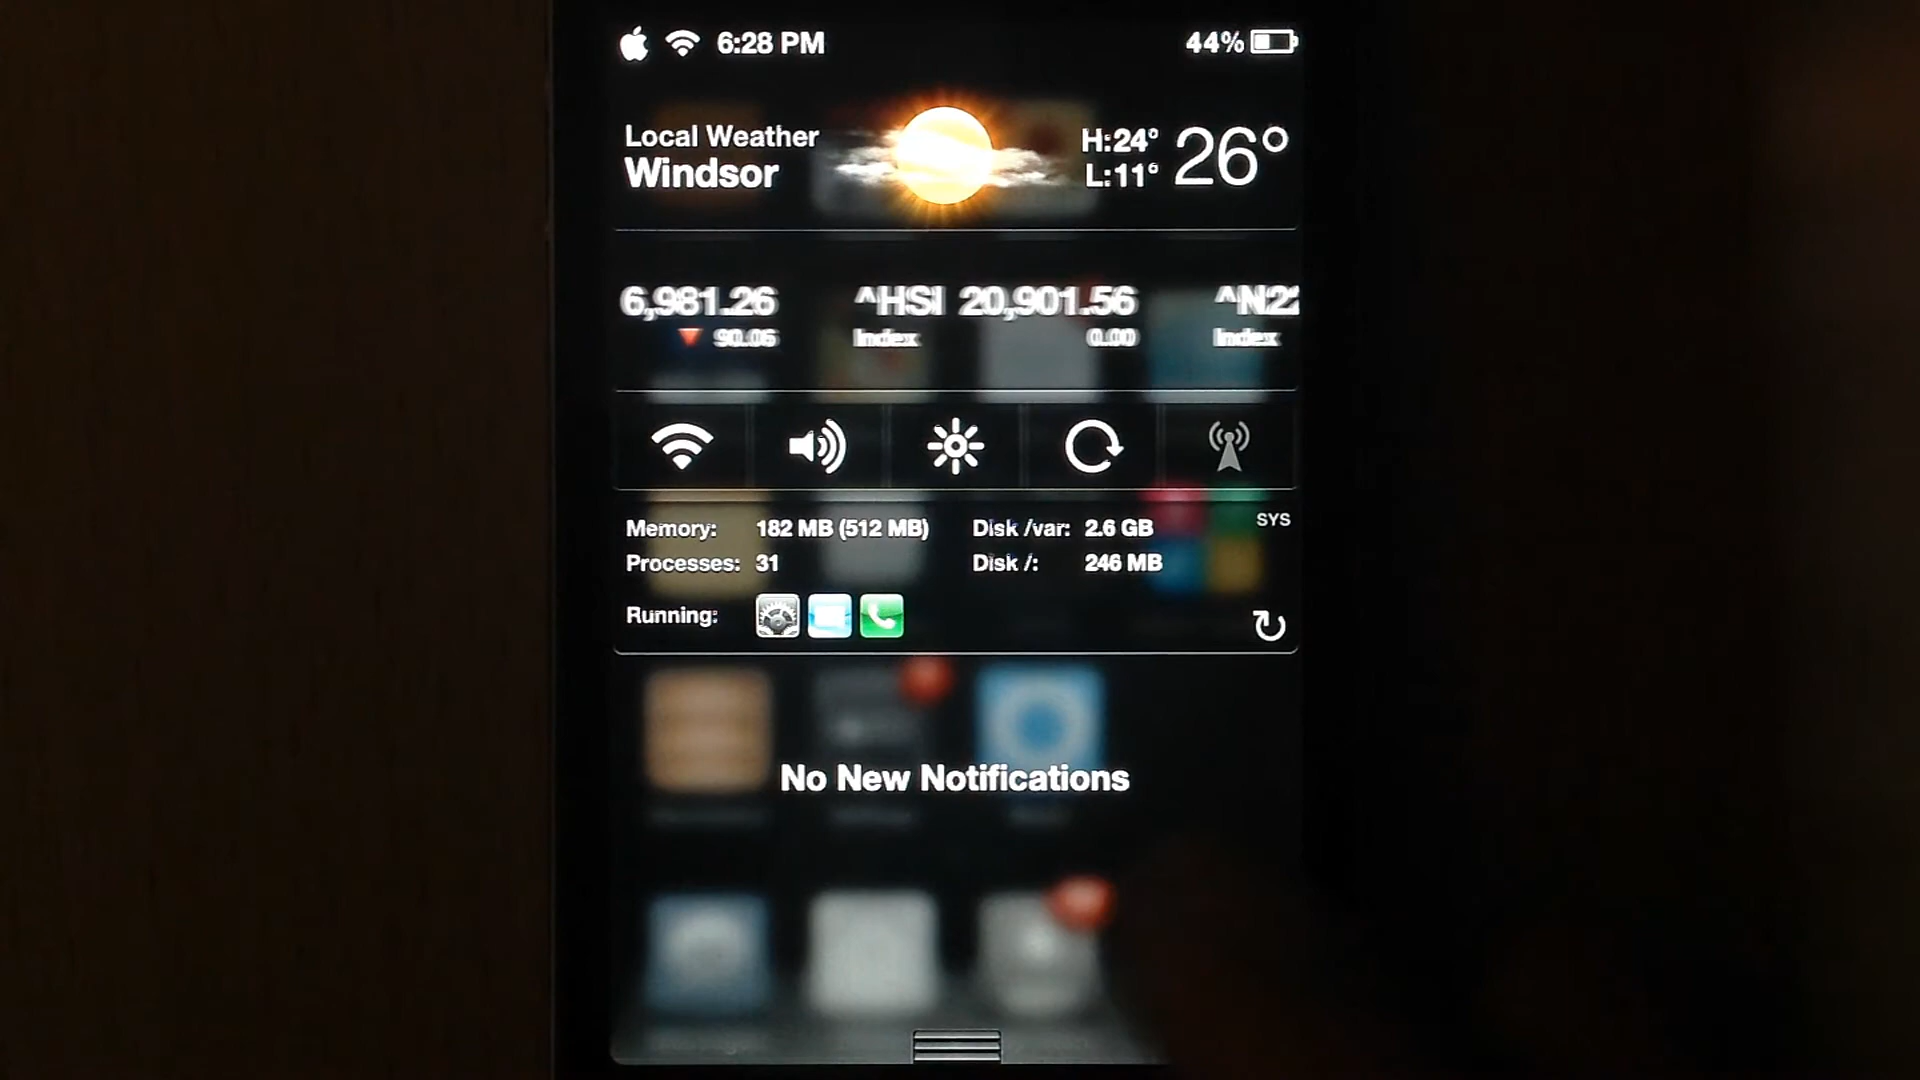 6:28 PM 44%
Local Weather
Windsor
H:24°
L:11°
26°
6,981.26 ^HSI 20,901.56 ^N22
90.06 Index 0.00 Index
Memory: 182 MB (512 MB) Disk /var: 2.6 GB SYS
Processes: 31 Disk /: 246 MB
Running:
No New Notifications